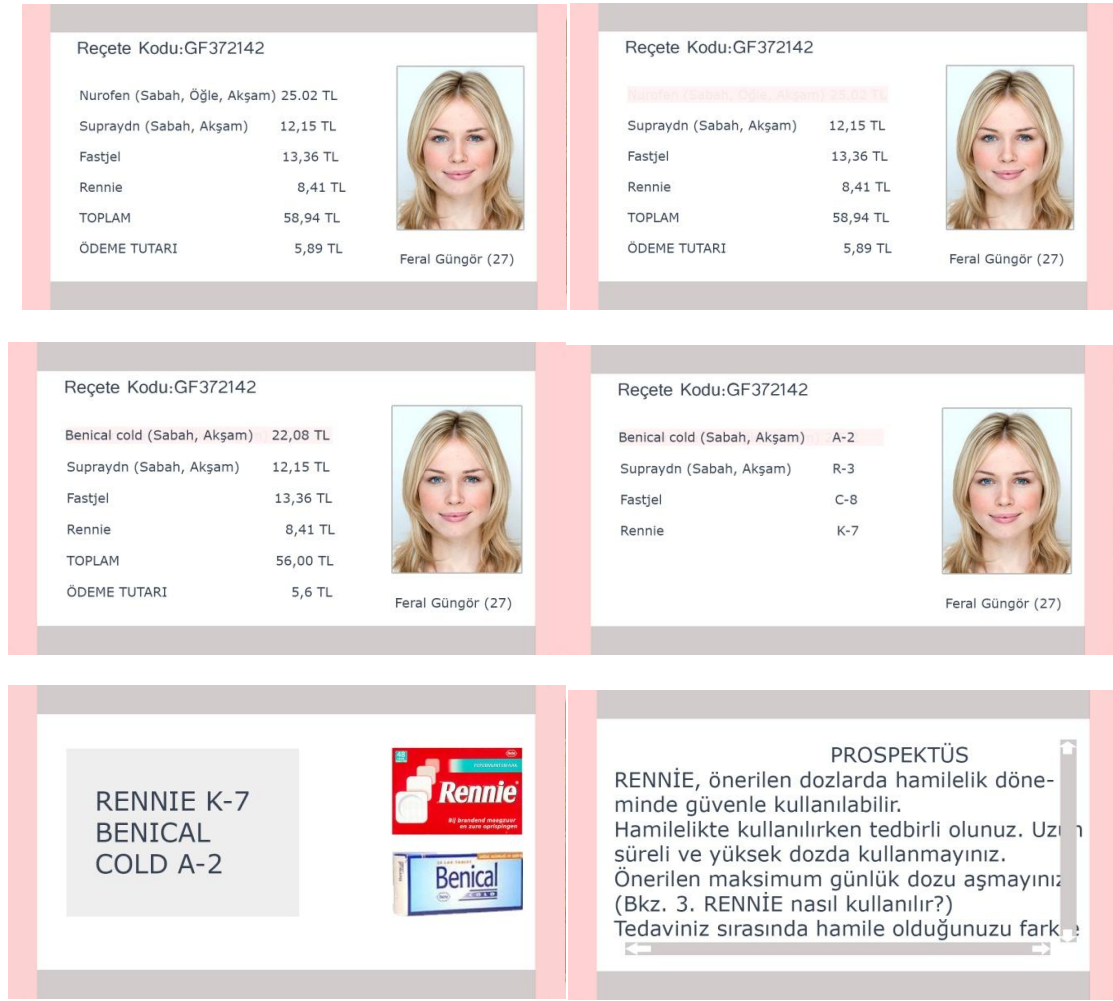 Reçete Kodu:GF372142
Nurofen (Sabah, Öğle, Akşam) 25.02 TL
Supraydn (Sabah, Akşam) 12,15 TL
Fastjel 13,36 TL
Rennie 8,41 TL
TOPLAM 58,94 TL
ÖDEME TUTARI 5,89 TL
Feral Güngör (27)
Reçete Kodu:GF372142
Nurofen (Sabah, Öğle, Akşam) 25.02 TL
Supraydn (Sabah, Akşam) 12,15 TL
Fastjel 13,36 TL
Rennie 8,41 TL
TOPLAM 58,94 TL
ÖDEME TUTARI 5,89 TL
Feral Güngör (27)
Reçete Kodu:GF372142
Benical cold (Sabah, Akşam) 22,08 TL
Supraydn (Sabah, Akşam) 12,15 TL
Fastjel 13,36 TL
Rennie 8,41 TL
TOPLAM 56,00 TL
ÖDEME TUTARI 5,6 TL
Feral Güngör (27)
Reçete Kodu:GF372142
Benical cold (Sabah, Akşam) A-2
Supraydn (Sabah, Akşam) R-3
Fastjel C-8
Rennie K-7
Feral Güngör (27)
RENNIE K-7
BENICAL
COLD A-2
48
Rennie
Bij brandend maagzuur
en zure oprispingen
Benical
COLD
PROSPEKTÜS
RENNİE, önerilen dozlarda hamilelik döne-
minde güvenle kullanılabilir.
Hamilelikte kullanılırken tedbirli olunuz. Uzun
süreli ve yüksek dozda kullanmayınız.
Önerilen maksimum günlük dozu aşmayınız
(Bkz. 3. RENNİE nasıl kullanılır?)
Tedaviniz sırasında hamile olduğunuzu fark